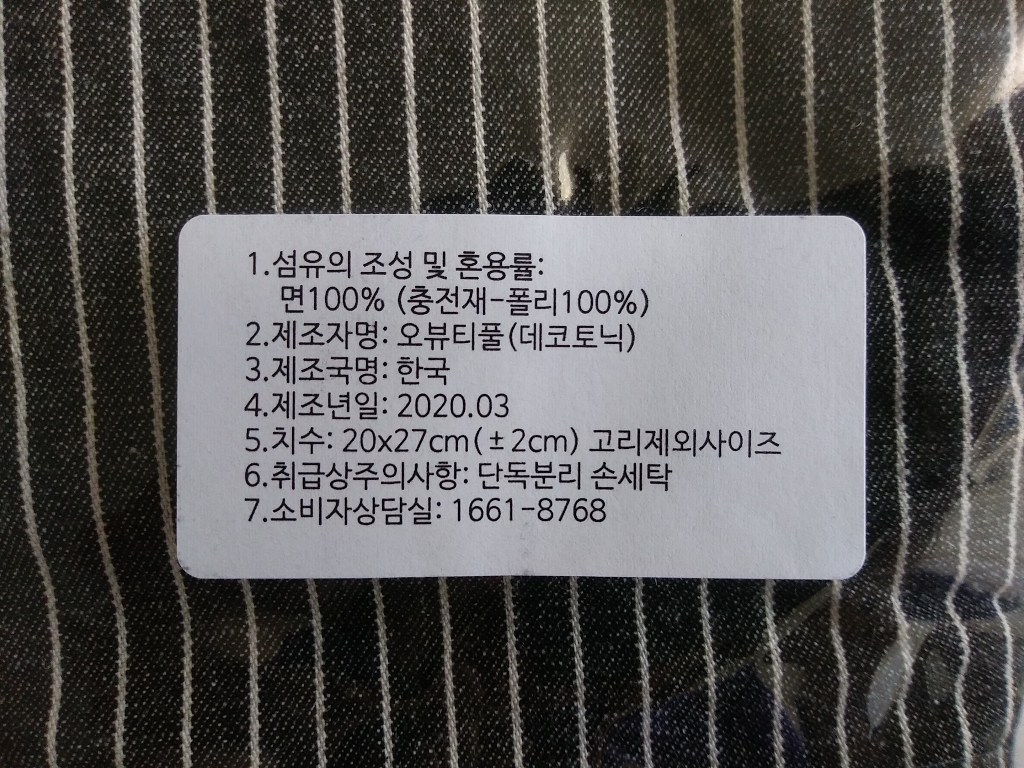 1.섬유의 조성 및 혼용률:
면100% (충전재-폴리100%)
2.제조자명: 오뷰티풀(데코토닉)
3.제조국명: 한국
4.제조년일: 2020.03
5.치수: 20x27cm(±2cm) 고리제외사이즈
6.취급상주의사항: 단독분리 손세탁
7.소비자상담실: 1661-8768